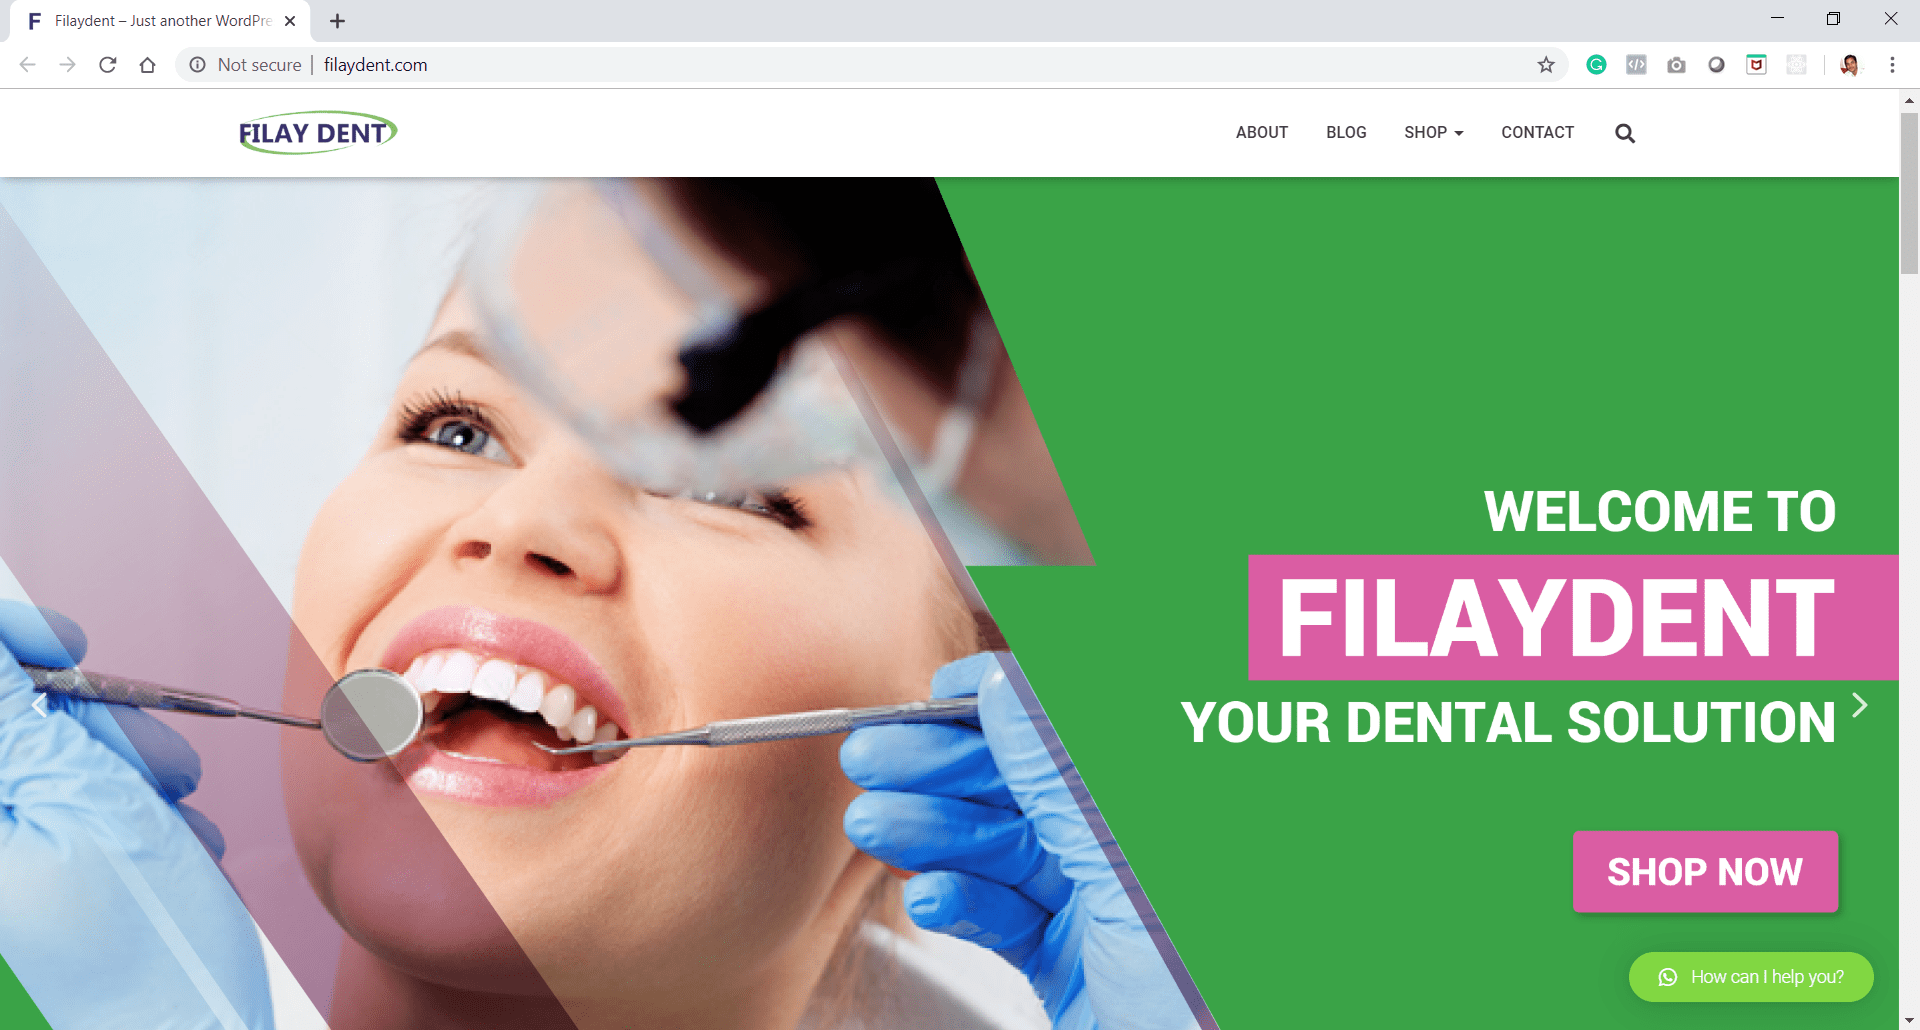 F Filaydent – Just another WordPre
Not secure | filaydent.com
FILAY DENT
ABOUT BLOG SHOP CONTACT
WELCOME TO
FILAYDENT
YOUR DENTAL SOLUTION
SHOP NOW
How can I help you?